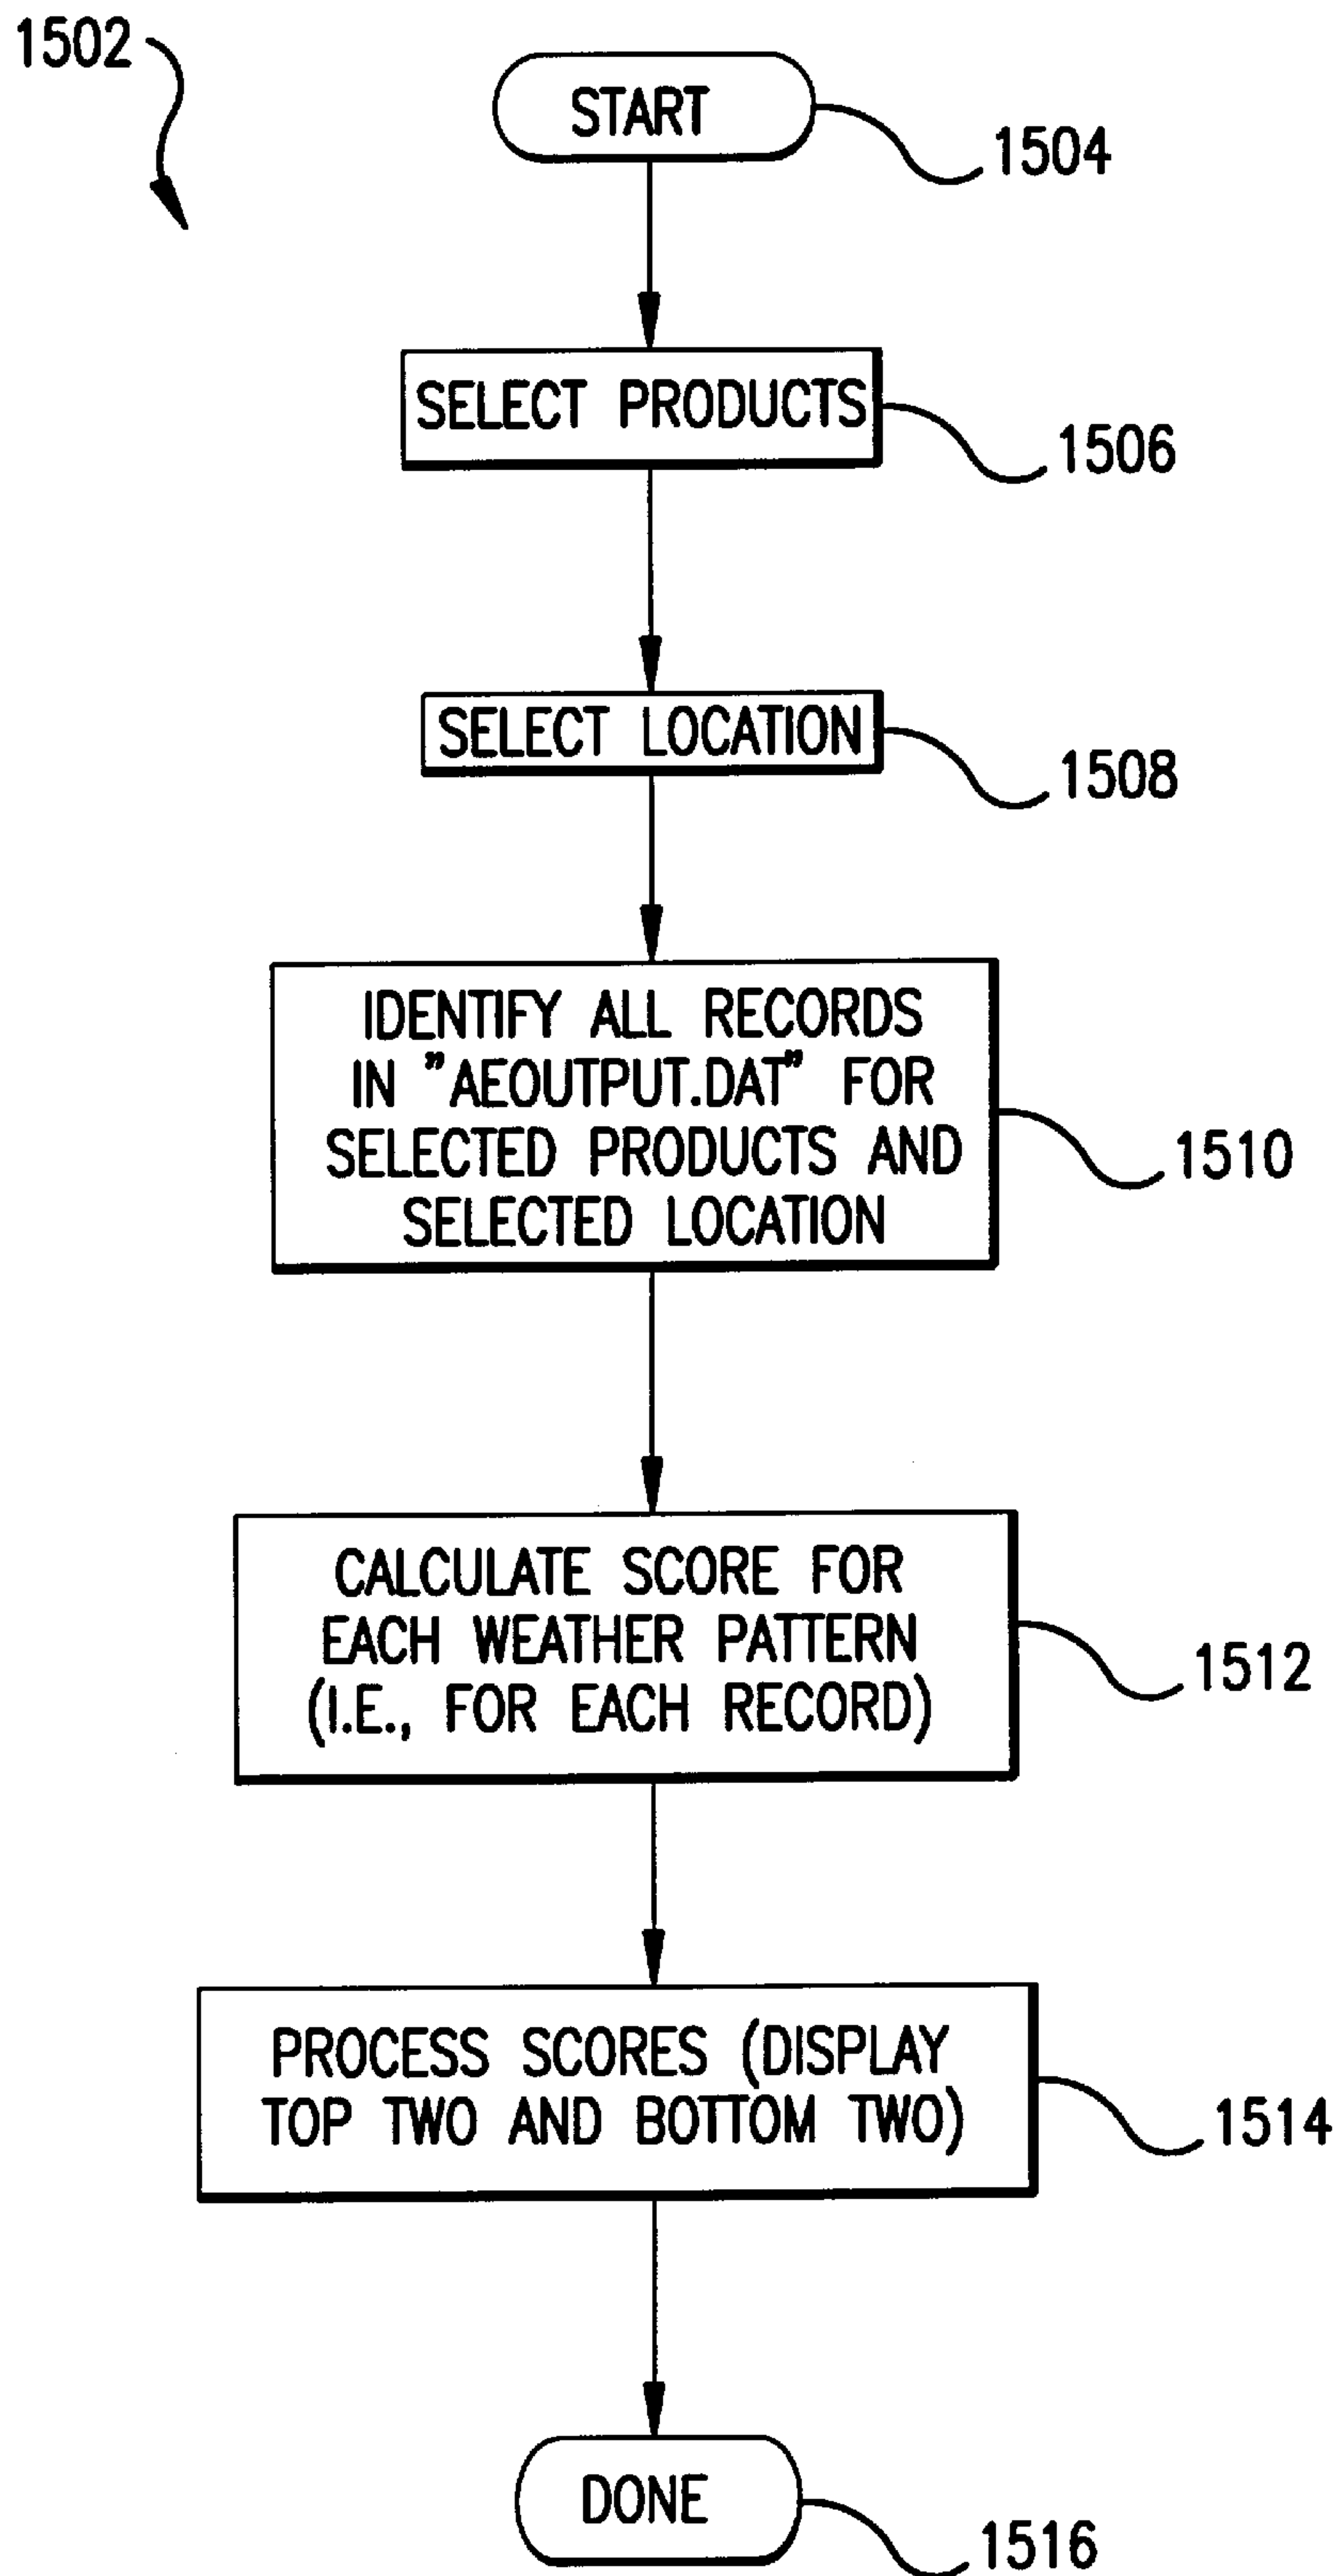 1502
START
1504
SELECT PRODUCTS
1506
SELECT LOCATION
1508
IDENTIFY ALL RECORDS
IN "AEOUTPUT.DAT" FOR
SELECTED PRODUCTS AND
SELECTED LOCATION
1510
CALCULATE SCORE FOR
EACH WEATHER PATTERN
(I.E., FOR EACH RECORD)
1512
PROCESS SCORES (DISPLAY
TOP TWO AND BOTTOM TWO)
1514
DONE
1516